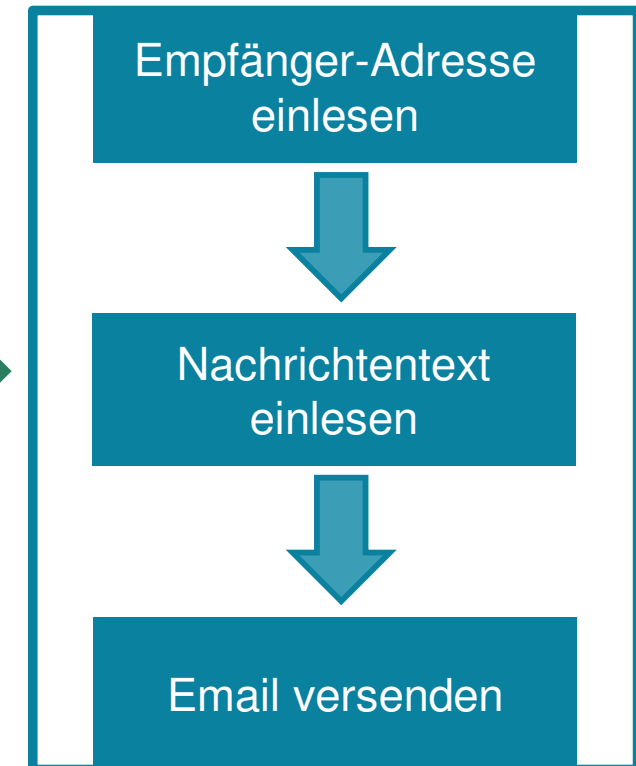 Empfänger-Adresse
einlesen
Nachrichtentext
einlesen
Email versenden